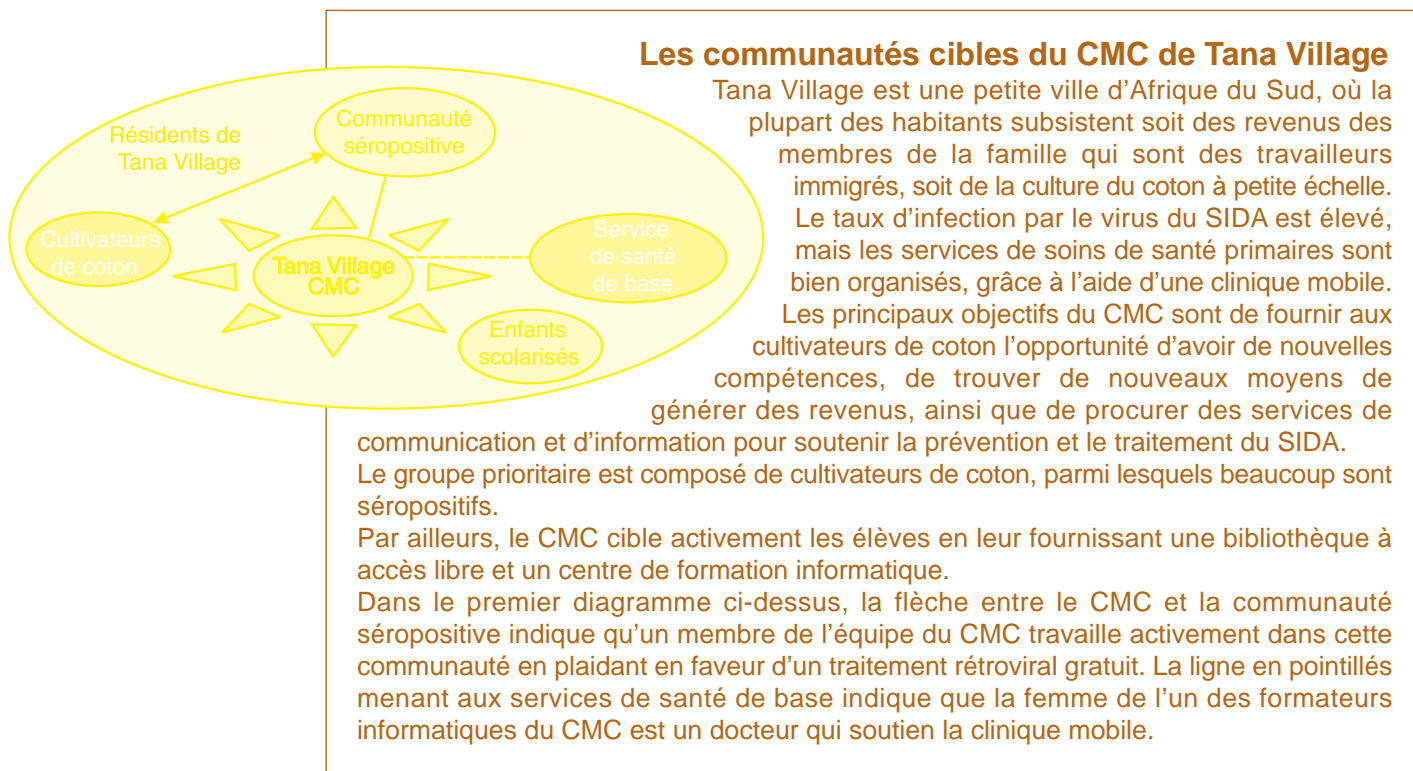 Les communautés cibles du CMC de Tana Village
Tana Village est une petite ville d'Afrique du Sud, où la
plupart des habitants subsistent soit des revenus des
membres de la famille qui sont des travailleurs
immigrés, soit de la culture du coton à petite échelle.
Le taux d'infection par le virus du SIDA est élevé,
mais les services de soins de santé primaires sont
bien organisés, grâce à l'aide d'une clinique mobile.
Les principaux objectifs du CMC sont de fournir aux
cultivateurs de coton l'opportunité d'avoir de nouvelles
compétences, de trouver de nouveaux moyens de
générer des revenus, ainsi que de procurer des services de
communication et d'information pour soutenir la prévention et le traitement du SIDA.
Le groupe prioritaire est composé de cultivateurs de coton, parmi lesquels beaucoup sont
séropositifs.
Par ailleurs, le CMC cible activement les élèves en leur fournissant une bibliothèque à
accès libre et un centre de formation informatique.
Dans le premier diagramme ci-dessus, la flèche entre le CMC et la communauté
séropositive indique qu'un membre de l'équipe du CMC travaille activement dans cette
communauté en plaidant en faveur d'un traitement rétroviral gratuit. La ligne en pointillés
menant aux services de santé de base indique que la femme de l'un des formateurs
informatiques du CMC est un docteur qui soutien la clinique mobile.
Résidents de
Tana Village
Communauté
séropositive
Cultivateurs
de coton
Tana Village
CMC
Service
de santé
de base
Enfants
scolarisés